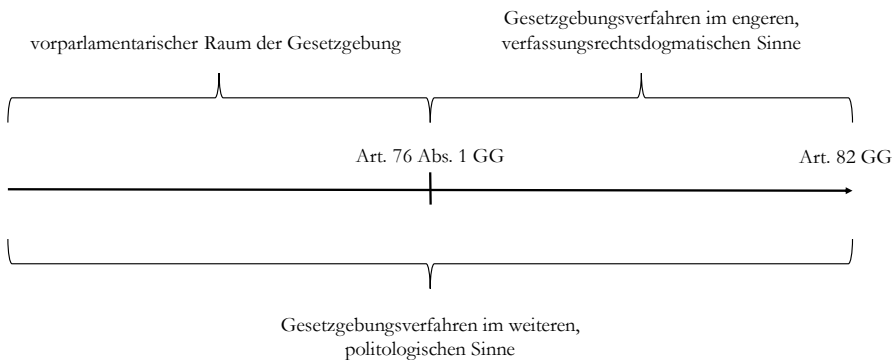 Gesetzgebungsverfahren im engeren,
vorparlamentarischer Raum der Gesetzgebung
verfassungsrechtsdogmatischen Sinne
Art. 76 Abs. 1 GG
Art. 82 GG
Gesetzgebungsverfahren im weiteren,
politologischen Sinne